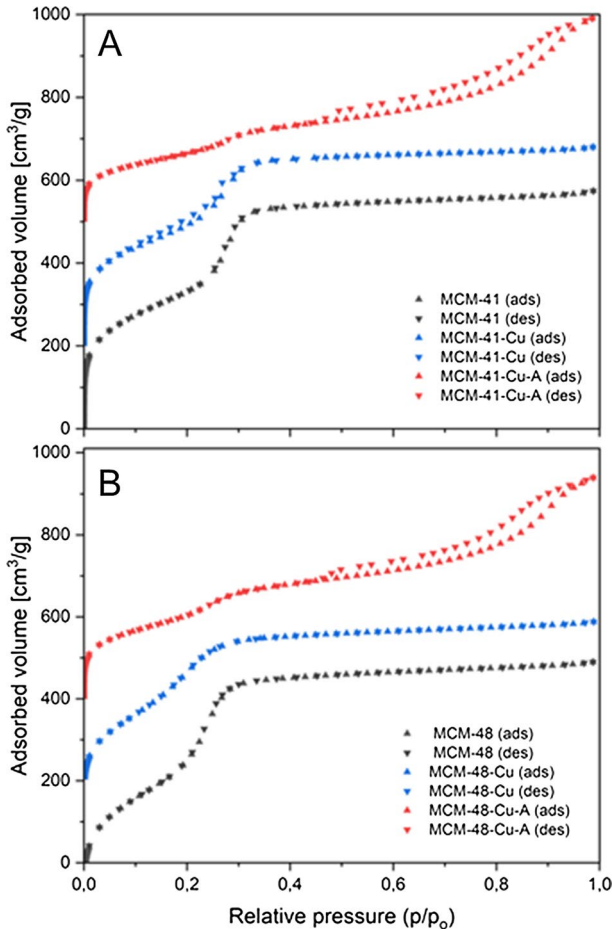 A
1000
800
600
400
200
0
Adsorbed volume [cm³/g]
MCM-41 (ads)
MCM-41 (des)
MCM-41-Cu (ads)
MCM-41-Cu (des)
MCM-41-Cu-A (ads)
MCM-41-Cu-A (des)
B
1000
800
600
400
200
0
Adsorbed volume [cm³/g]
MCM-48 (ads)
MCM-48 (des)
MCM-48-Cu (ads)
MCM-48-Cu (des)
MCM-48-Cu-A (ads)
MCM-48-Cu-A (des)
0,0 0,2 0,4 0,6 0,8 1,0
Relative pressure (p/pₒ)